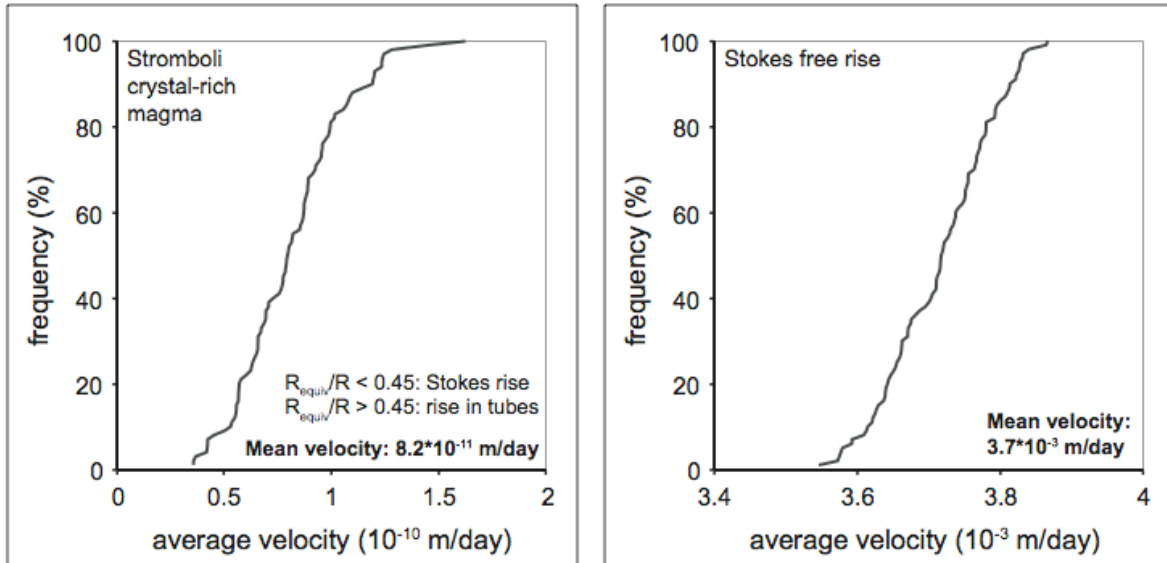 Stromboli
crystal-rich
magma
frequency (%)
100
80
60
40
20
0
R_equiv/R < 0.45: Stokes rise
R_equiv/R > 0.45: rise in tubes
Mean velocity: 8.2*10⁻¹¹ m/day
0 0.5 1 1.5 2
average velocity (10⁻¹⁰ m/day)
Stokes free rise
frequency (%)
100
80
60
40
20
0
Mean velocity:
3.7*10⁻³ m/day
3.4 3.6 3.8 4
average velocity (10⁻³ m/day)